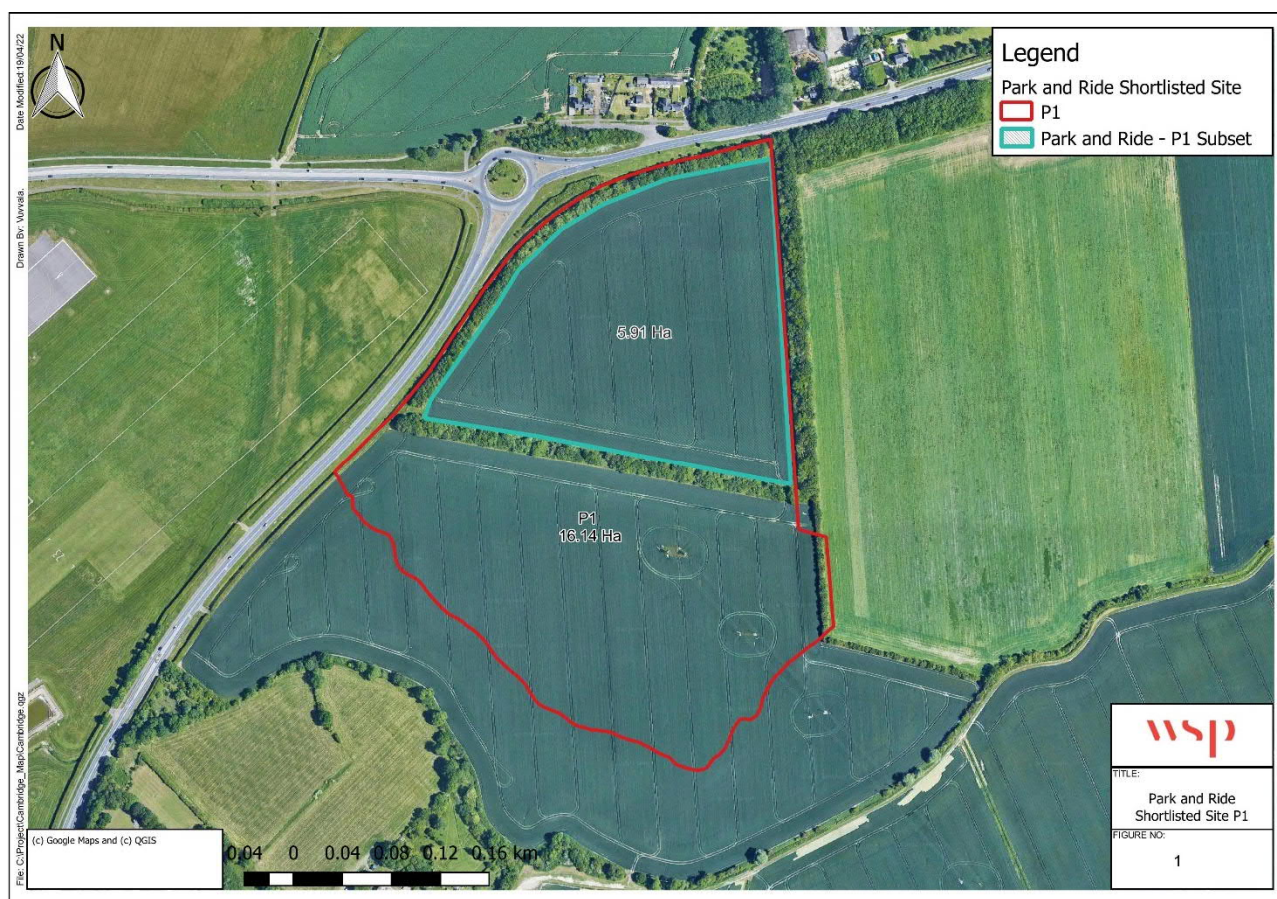 Date Modified:19/04/22
Drawn By: Vuvvala.
File: C:\Project\Cambridge_Map\Cambridge.qgz
N
Legend
Park and Ride Shortlisted Site
P1
Park and Ride - P1 Subset
5.91 Ha
P1
16.14 Ha
(c) Google Maps and (c) QGIS
0.04 0 0.04 0.08 0.12 0.16 km
wsp
TITLE:
Park and Ride
Shortlisted Site P1
FIGURE NO:
1